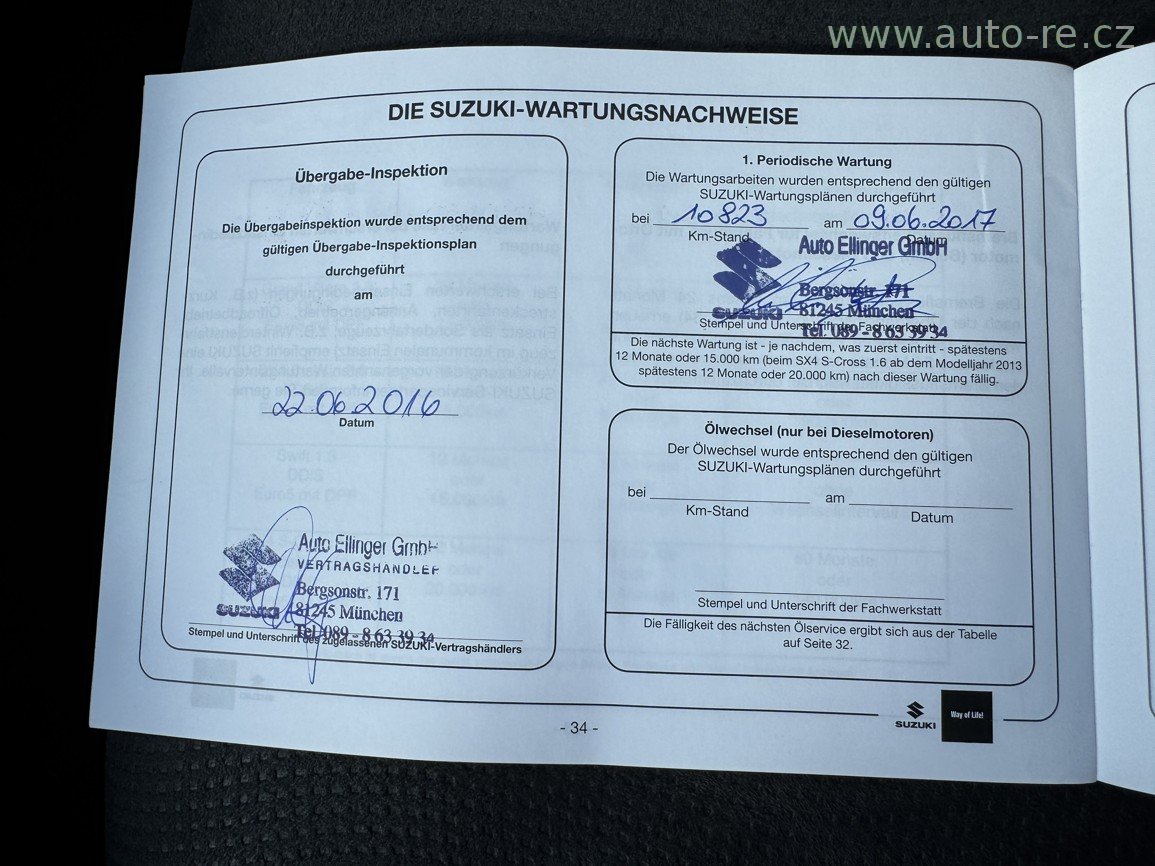 www.auto-re.cz
DIE SUZUKI-WARTUNGSNACHWEISE
Übergabe-Inspektion
Die Übergabeinspektion wurde entsprechend dem
gültigen Übergabe-Inspektionsplan
durchgeführt
am
22.06.2016
Datum
Auto Ellinger GmbH
VERTRAGSHÄNDLER
Bergsonstr. 171
SUZUKI 81245 München
Tel. 089 - 8 63 39 34
Stempel und Unterschrift des zugelassenen SUZUKI-Vertragshändlers
1. Periodische Wartung
Die Wartungsarbeiten wurden entsprechend den gültigen
SUZUKI-Wartungsplänen durchgeführt
bei 10823 am 09.06.2017
Km-Stand Datum
Auto Ellinger GmbH
Bergsonstr. 171
SUZUKI 81245 München
Tel. 089 - 8 63 39 34
Stempel und Unterschrift der Fachwerkstatt
Die nächste Wartung ist - je nachdem, was zuerst eintritt - spätestens
12 Monate oder 15.000 km (beim SX4 S-Cross 1.6 ab dem Modelljahr 2013
spätestens 12 Monate oder 20.000 km) nach dieser Wartung fällig.
Ölwechsel (nur bei Dieselmotoren)
Der Ölwechsel wurde entsprechend den gültigen
SUZUKI-Wartungsplänen durchgeführt
bei am
Km-Stand Datum
Stempel und Unterschrift der Fachwerkstatt
Die Fälligkeit des nächsten Ölservice ergibt sich aus der Tabelle
auf Seite 32.
SUZUKI Way of Life!
- 34 -